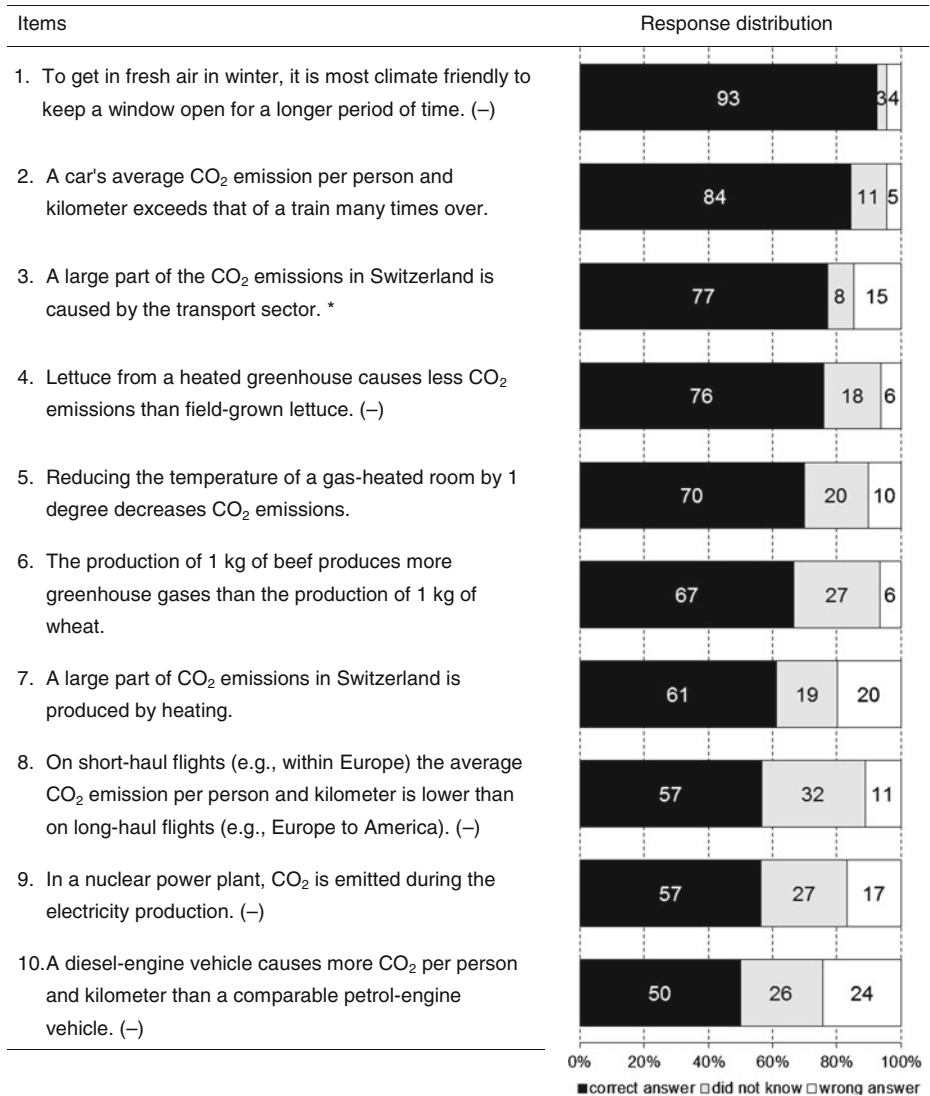 Items Response distribution
1. To get in fresh air in winter, it is most climate friendly to
keep a window open for a longer period of time. (–)
93 3 4
2. A car's average CO₂ emission per person and
kilometer exceeds that of a train many times over.
84 11 5
3. A large part of the CO₂ emissions in Switzerland is
caused by the transport sector. *
77 8 15
4. Lettuce from a heated greenhouse causes less CO₂
emissions than field-grown lettuce. (–)
76 18 6
5. Reducing the temperature of a gas-heated room by 1
degree decreases CO₂ emissions.
70 20 10
6. The production of 1 kg of beef produces more
greenhouse gases than the production of 1 kg of
wheat.
67 27 6
7. A large part of CO₂ emissions in Switzerland is
produced by heating.
61 19 20
8. On short-haul flights (e.g., within Europe) the average
CO₂ emission per person and kilometer is lower than
on long-haul flights (e.g., Europe to America). (–)
57 32 11
9. In a nuclear power plant, CO₂ is emitted during the
electricity production. (–)
57 27 17
10.A diesel-engine vehicle causes more CO₂ per person
and kilometer than a comparable petrol-engine
vehicle. (–)
50 26 24
0% 20% 40% 60% 80% 100%
correct answer did not know wrong answer